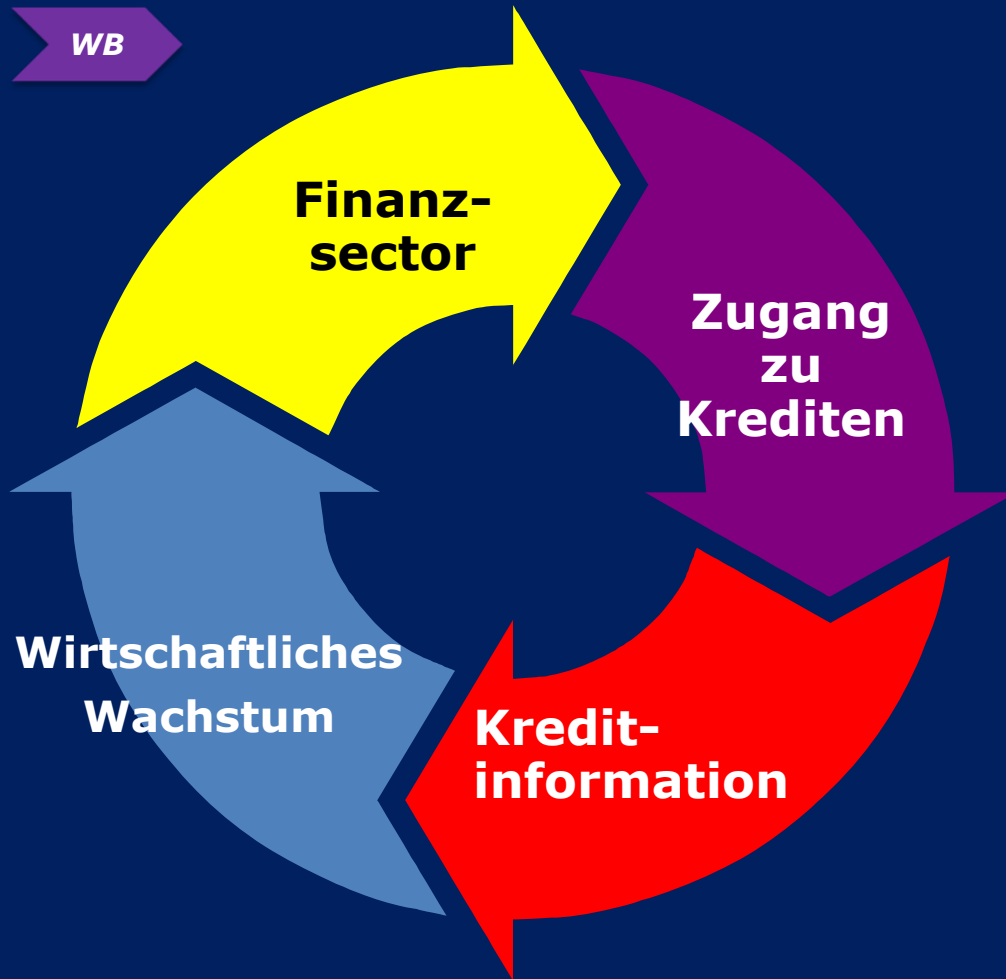 WB
Finanz-
sector
Zugang
zu
Krediten
Kredit-
information
Wirtschaftliches
Wachstum